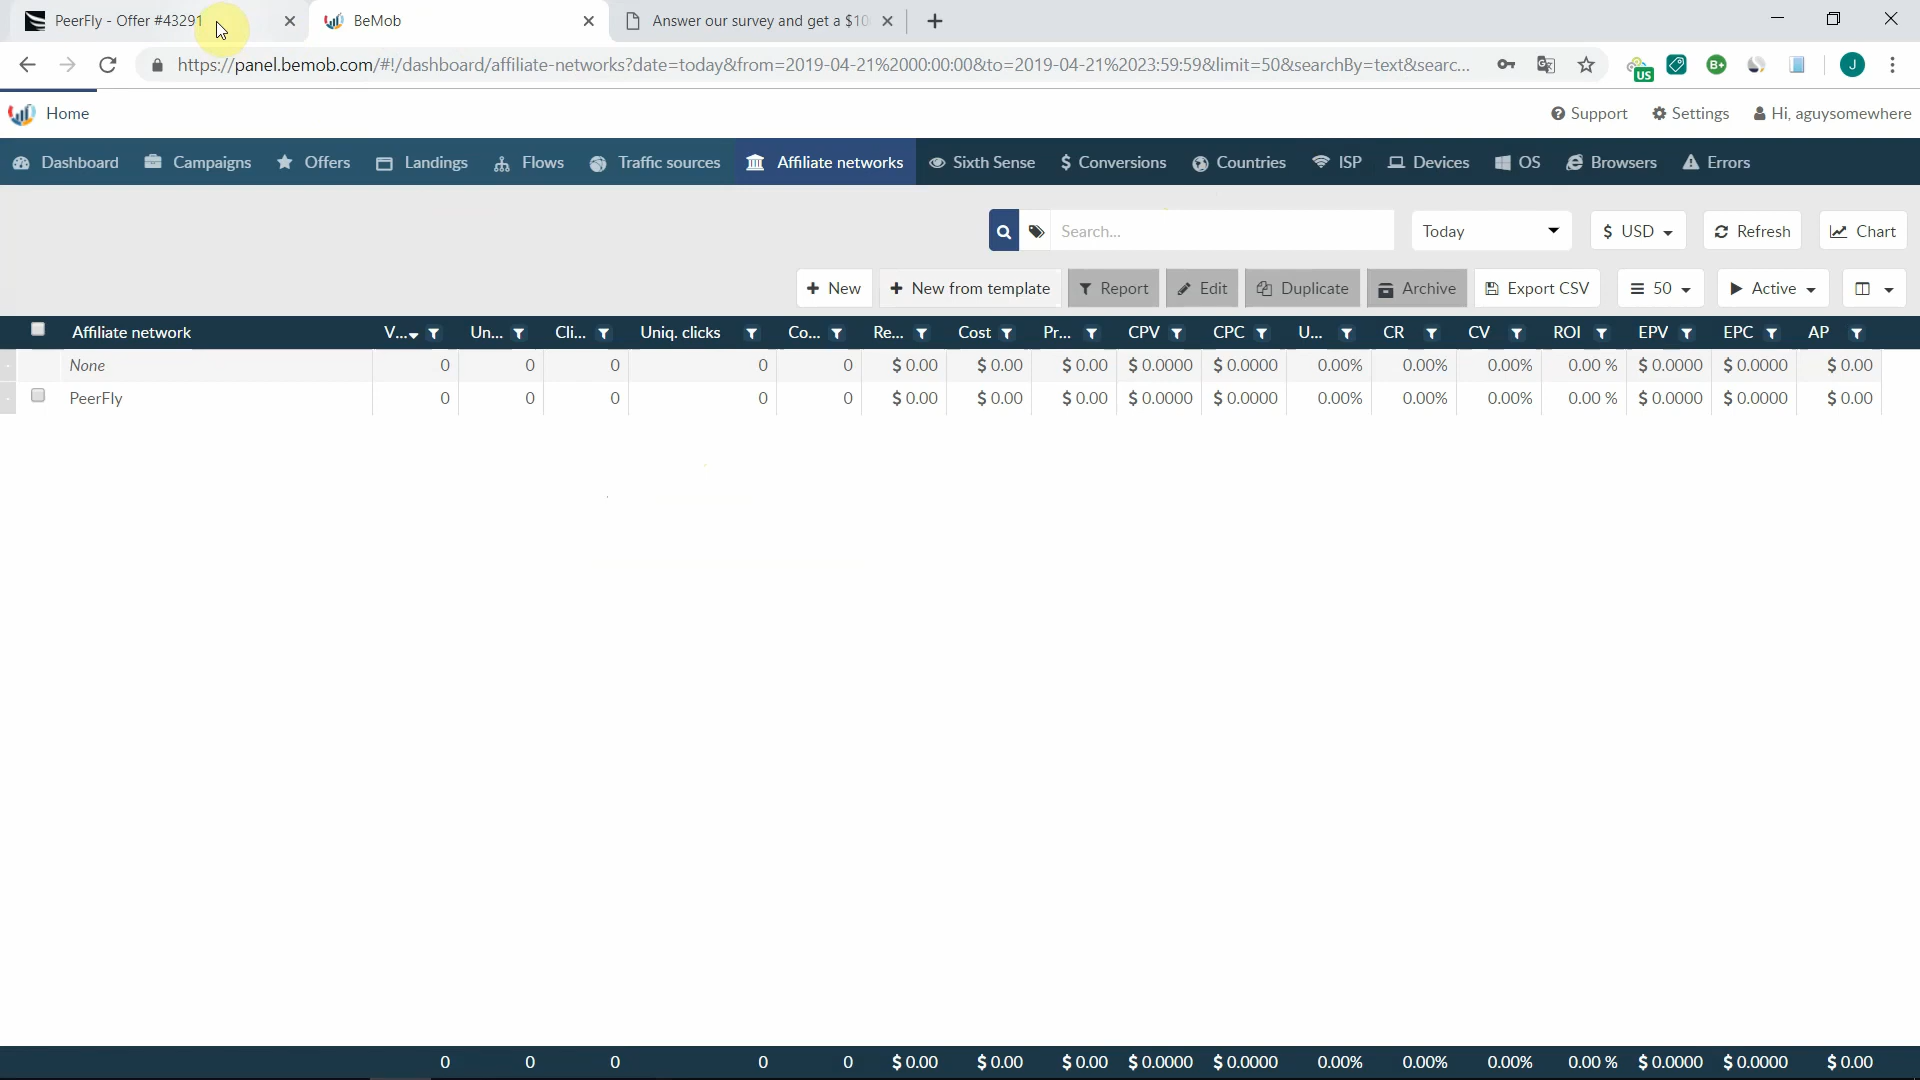 PeerFly - Offer #43291
BeMob
Answer our survey and get a $10
https://panel.bemob.com/#!/dashboard/affiliate-networks?date=today&from=2019-04-21%2000:00:00&to=2019-04-21%2023:59:59&limit=50&searchBy=text&searc...
US
B+
J
Home
Support
Settings
Hi, aguysomewhere
Dashboard
Campaigns
Offers
Landings
Flows
Traffic sources
Affiliate networks
Sixth Sense
$ Conversions
Countries
ISP
Devices
OS
Browsers
Errors
Search...
Today
$ USD
Refresh
Chart
+ New
+ New from template
Report
Edit
Duplicate
Archive
Export CSV
50
Active
Affiliate network V... Un... Cli... Uniq. clicks Co... Re... Cost Pr... CPV CPC U... CR CV ROI EPV EPC AP
None 0 0 0 0 0 $ 0.00 $ 0.00 $ 0.00 $ 0.0000 $ 0.0000 0.00% 0.00% 0.00% 0.00 % $ 0.0000 $ 0.0000 $ 0.00
PeerFly 0 0 0 0 0 $ 0.00 $ 0.00 $ 0.00 $ 0.0000 $ 0.0000 0.00% 0.00% 0.00% 0.00 % $ 0.0000 $ 0.0000 $ 0.00
0 0 0 0 0 $ 0.00 $ 0.00 $ 0.00 $ 0.0000 $ 0.0000 0.00% 0.00% 0.00% 0.00 % $ 0.0000 $ 0.0000 $ 0.00